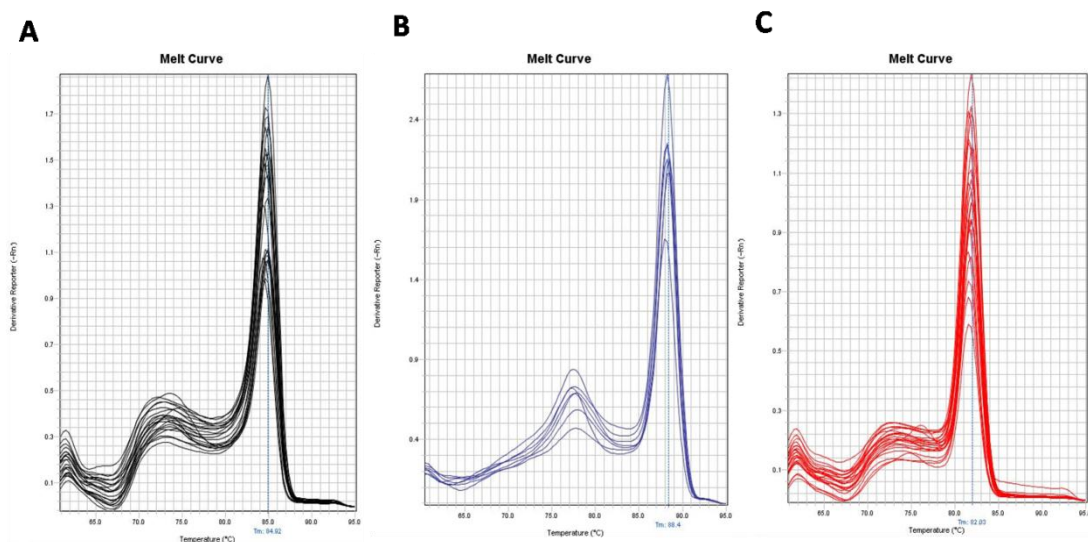 A
Melt Curve
Derivative Reporter (-Rn)
1.7
1.5
1.3
1.1
0.9
0.7
0.5
0.3
0.1
65.0 70.0 75.0 80.0 85.0 90.0 95.0
Tm: 84.92
Temperature (°C)
B
Melt Curve
Derivative Reporter (-Rn)
2.4
1.9
1.4
0.9
0.4
65.0 70.0 75.0 80.0 85.0 90.0 95.0
Tm: 88.4
Temperature (°C)
C
Melt Curve
Derivative Reporter (-Rn)
1.3
1.1
0.9
0.7
0.5
0.3
0.1
65.0 70.0 75.0 80.0 85.0 90.0 95.0
Tm: 82.03
Temperature (°C)